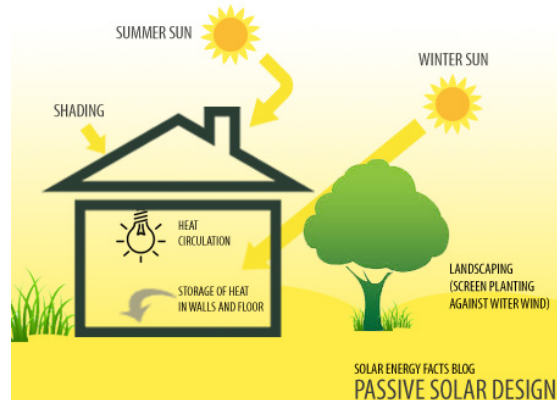 SUMMER SUN
WINTER SUN
SHADING
HEAT
CIRCULATION
STORAGE OF HEAT
IN WALLS AND FLOOR
LANDSCAPING
(SCREEN PLANTING
AGAINST WITER WIND)
SOLAR ENERGY FACTS BLOG
PASSIVE SOLAR DESIGN